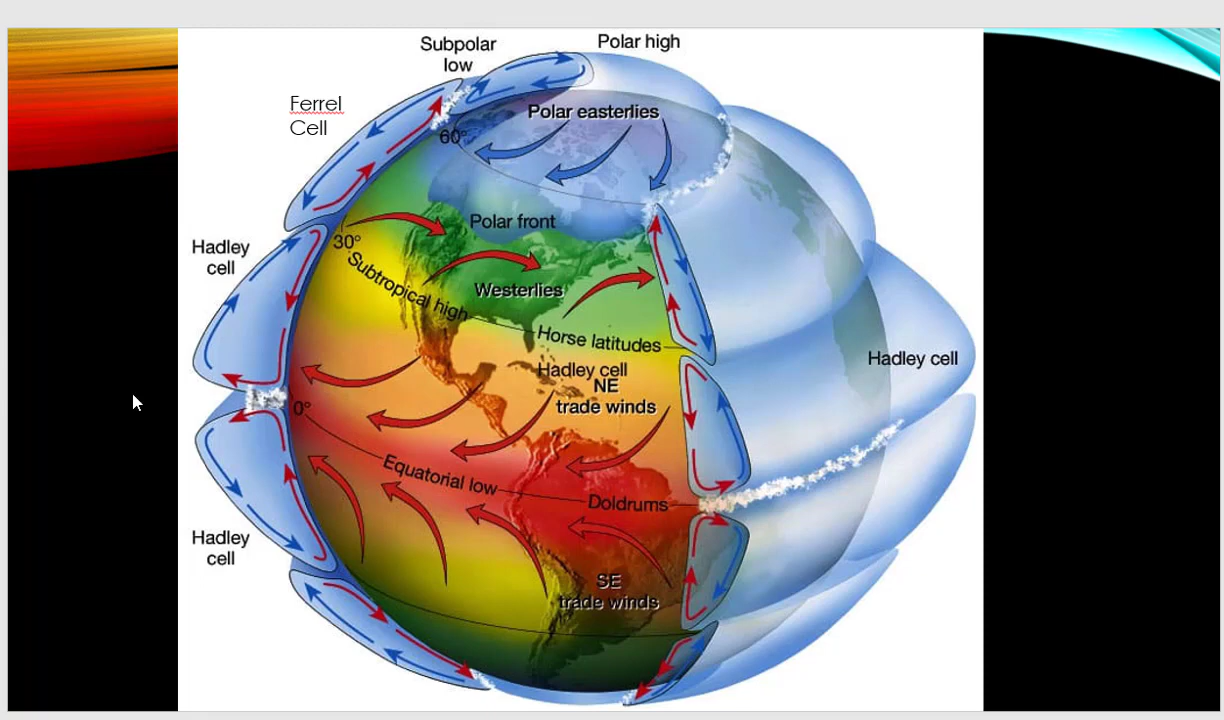 Subpolar
low
Polar high
Ferrel
Cell
Polar easterlies
60°
Polar front
30°
Hadley
cell
Subtropical high
Westerlies
Horse latitudes
Hadley cell
Hadley cell
NE
trade winds
0°
Equatorial low
Doldrums
Hadley
cell
SE
trade winds